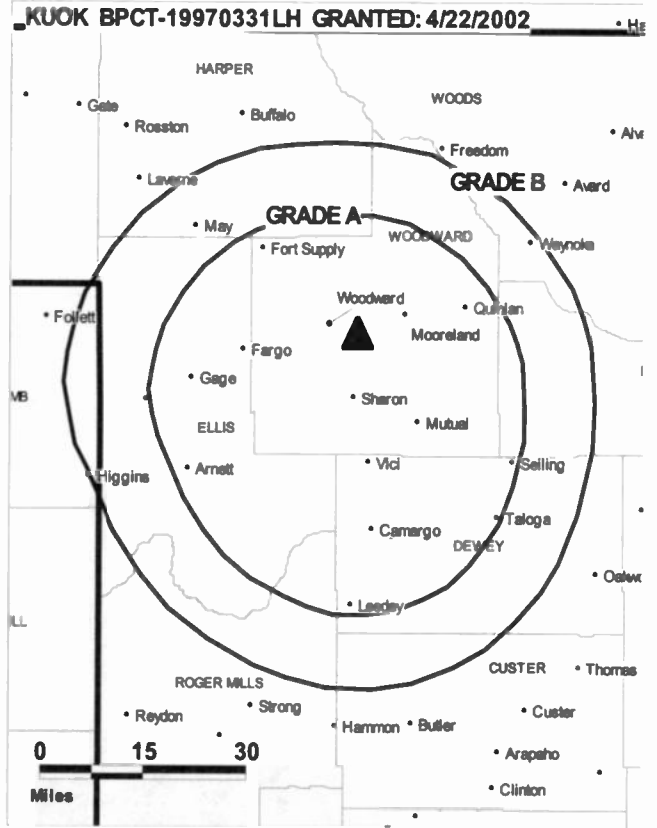 KUOK BPCT-19970331LH GRANTED: 4/22/2002
HARPER
WOODS
Gate
Buffalo
Rosston
Freedom
Laverne
GRADE B
Avard
May
GRADE A
WOODWARD
Waynoka
Fort Supply
Woodward
Follett
Quinlan
Mooreland
Fargo
Gage
Sharon
MB
Mutual
ELLIS
Arnett
Vici
Seiling
Higgins
Taloga
Camargo
DEWEY
Leedey
ILL
CUSTER
Thomas
ROGER MILLS
Strong
Reydon
Custer
Hammon
Butler
0 15 30
Arapaho
Miles
Clinton